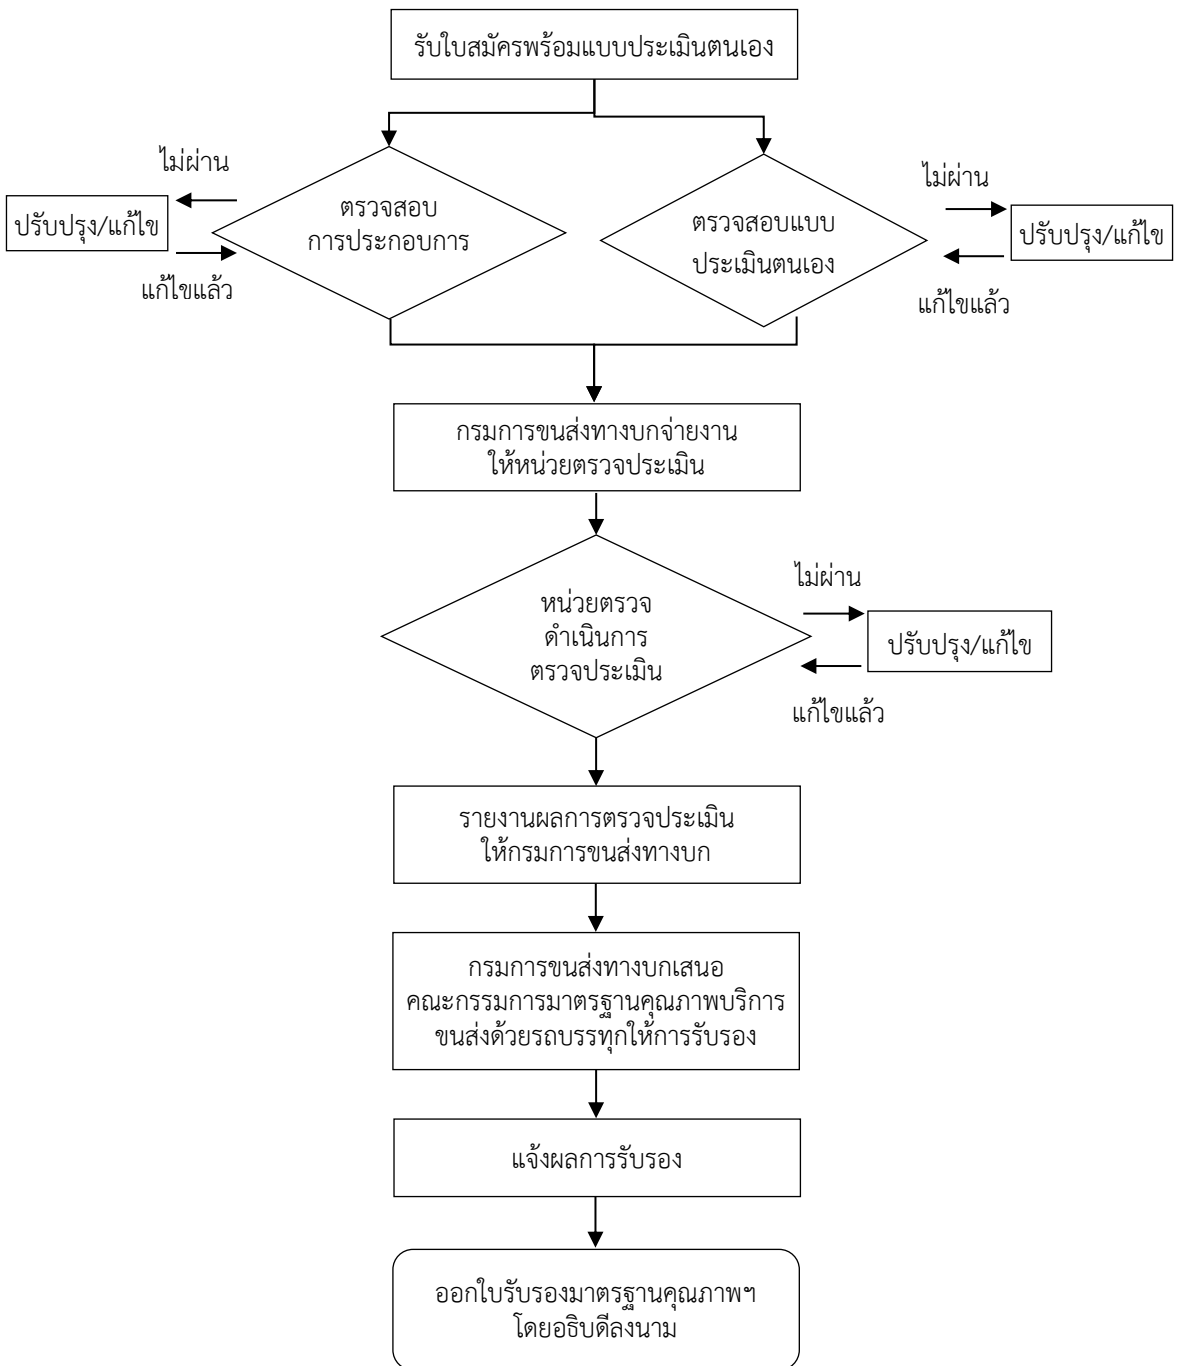 รับใบสมัครพร้อมแบบประเมินตนเอง
ไม่ผ่าน
ปรับปรุง/แก้ไข
แก้ไขแล้ว
ตรวจสอบ
การประกอบการ
ตรวจสอบแบบ
ประเมินตนเอง
ไม่ผ่าน
ปรับปรุง/แก้ไข
แก้ไขแล้ว
กรมการขนส่งทางบกจ่ายงาน
ให้หน่วยตรวจประเมิน
หน่วยตรวจ
ดำเนินการ
ตรวจประเมิน
ไม่ผ่าน
ปรับปรุง/แก้ไข
แก้ไขแล้ว
รายงานผลการตรวจประเมิน
ให้กรมการขนส่งทางบก
กรมการขนส่งทางบกเสนอ
คณะกรรมการมาตรฐานคุณภาพบริการ
ขนส่งด้วยรถบรรทุกให้การรับรอง
แจ้งผลการรับรอง
ออกใบรับรองมาตรฐานคุณภาพฯ
โดยอธิบดีลงนาม